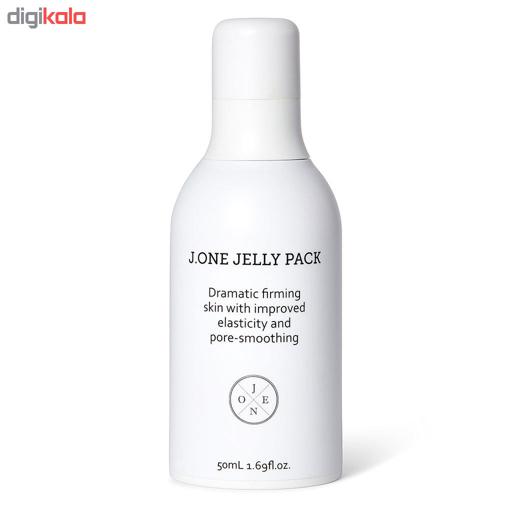 digikala
J.ONE JELLY PACK
Dramatic firming
skin with improved
elasticity and
pore-smoothing
J
O E
N
50mL 1.69fl.oz.